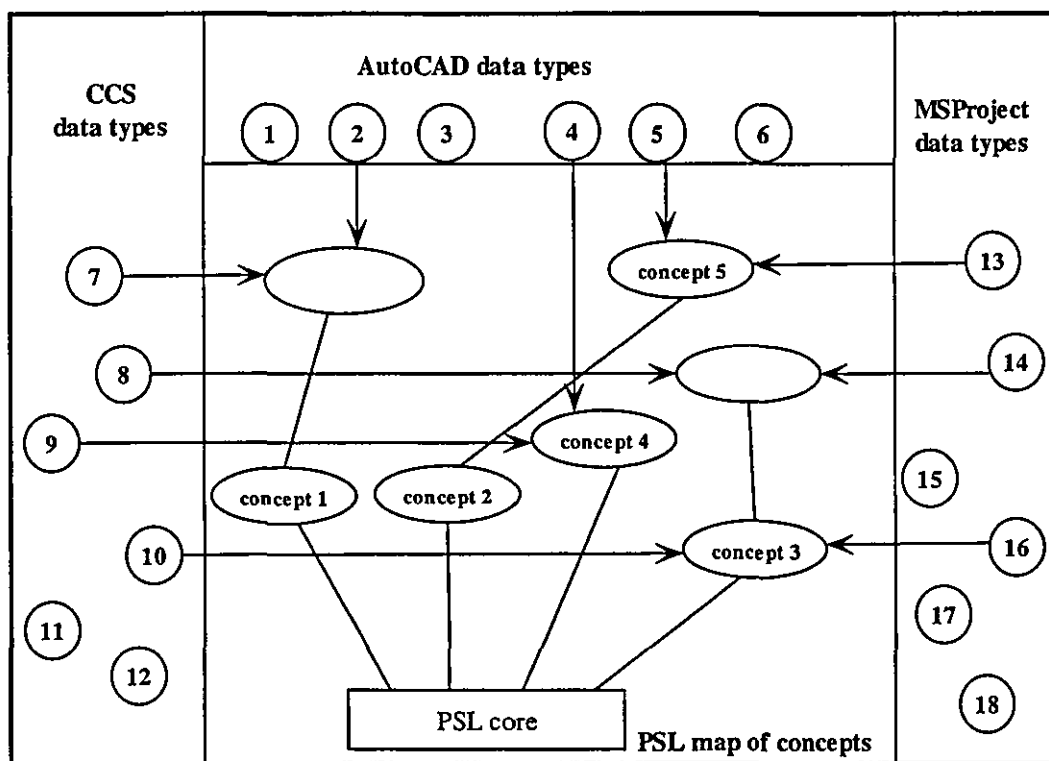 AutoCAD data types
CCS
data types
MSProject
data types
1
2
3
4
5
6
7
concept 5
13
8
14
9
concept 4
15
concept 1
concept 2
10
concept 3
16
11
17
12
18
PSL core
PSL map of concepts